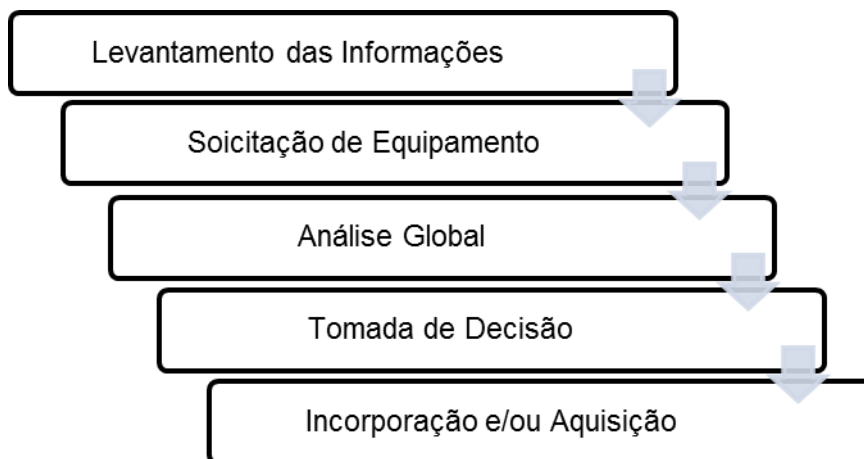 Levantamento das Informações
Soicitação de Equipamento
Análise Global
Tomada de Decisão
Incorporação e/ou Aquisição